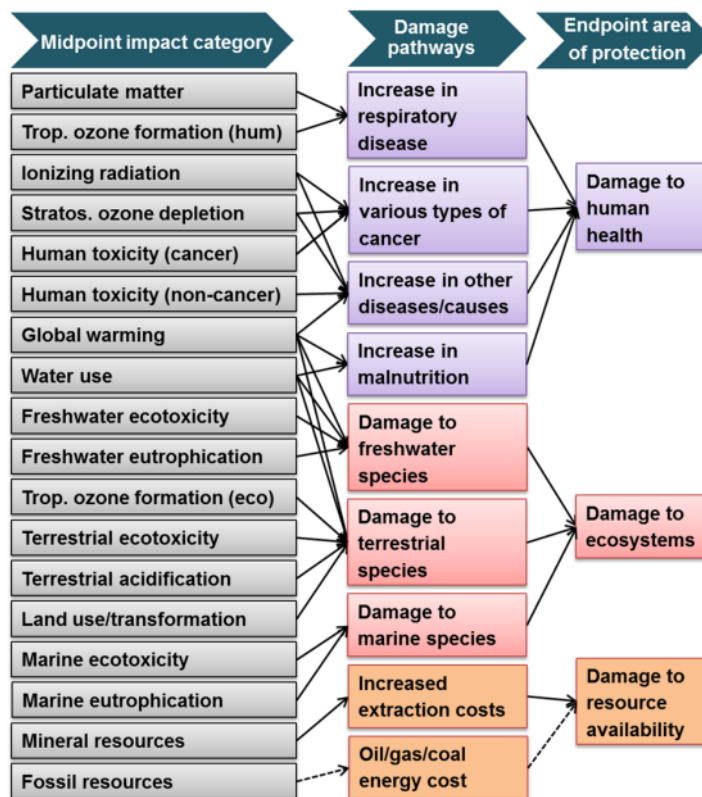 Midpoint impact category
Damage
pathways
Endpoint area
of protection
Particulate matter
Trop. ozone formation (hum)
Ionizing radiation
Stratos. ozone depletion
Human toxicity (cancer)
Human toxicity (non-cancer)
Global warming
Water use
Freshwater ecotoxicity
Freshwater eutrophication
Trop. ozone formation (eco)
Terrestrial ecotoxicity
Terrestrial acidification
Land use/transformation
Marine ecotoxicity
Marine eutrophication
Mineral resources
Fossil resources
Increase in
respiratory
disease
Increase in
various types of
cancer
Increase in other
diseases/causes
Increase in
malnutrition
Damage to
freshwater
species
Damage to
terrestrial
species
Damage to
marine species
Increased
extraction costs
Oil/gas/coal
energy cost
Damage to
human
health
Damage to
ecosystems
Damage to
resource
availability